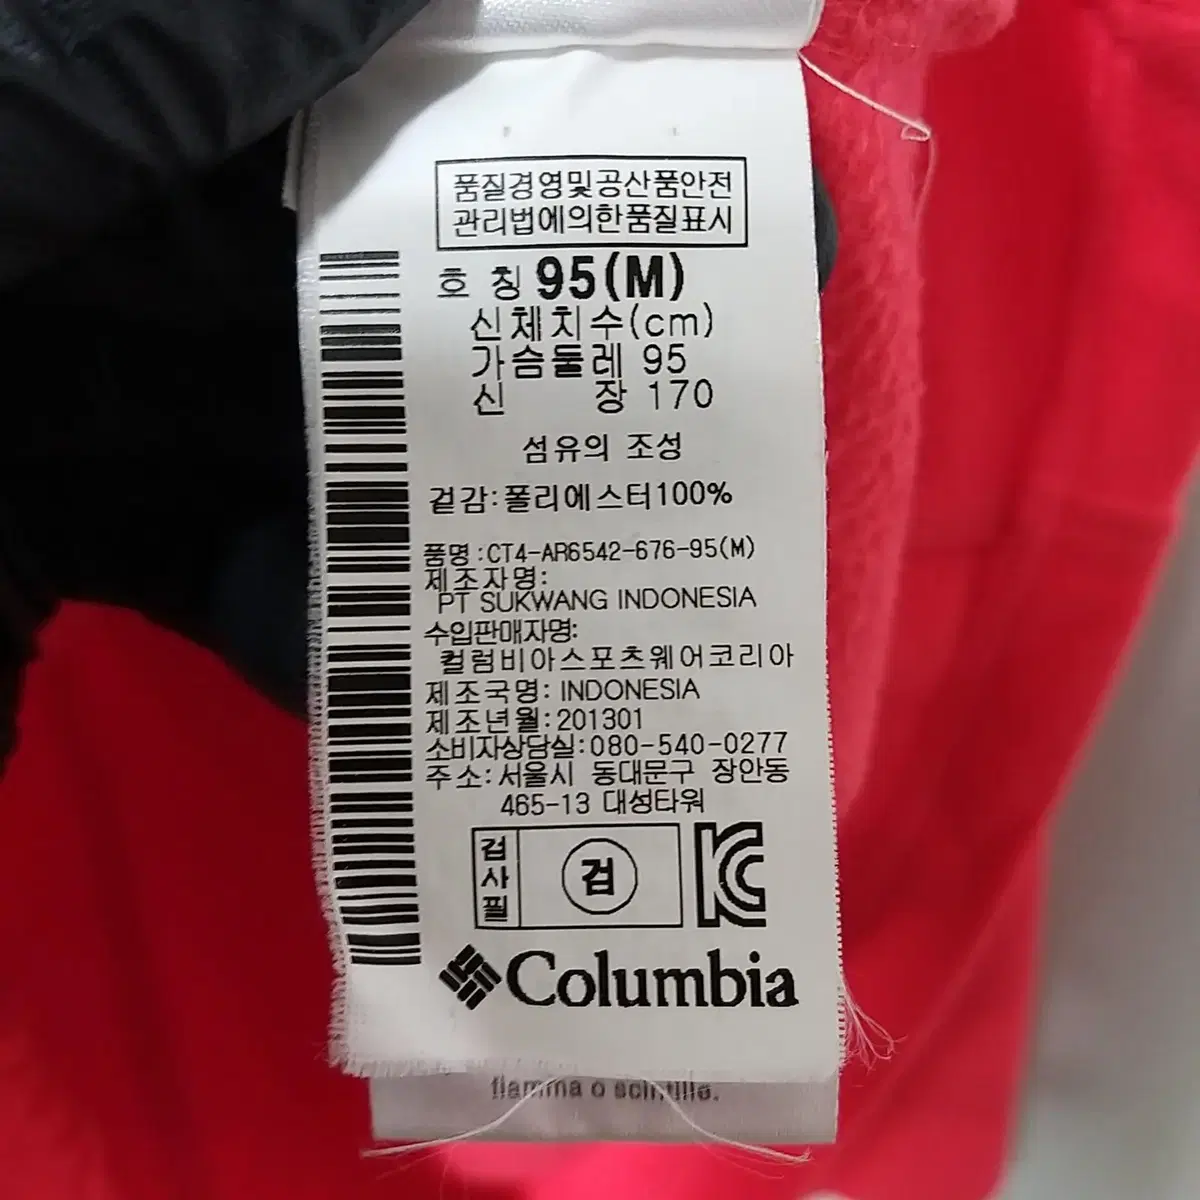 품질경영및공산품안전
관리법에의한품질표시
호 칭 95(M)
신체치수(cm)
가슴둘레 95
신 장 170
섬유의 조성
겉감:폴리에스터100%
품명:CT4-AR6542-676-95(M)
제조자명:
PT SUKWANG INDONESIA
수입판매자명:
컬럼비아스포츠웨어코리아
제조국명: INDONESIA
제조년월:201301
소비자상담실:080-540-0277
주소:서울시 동대문구 장안동
465-13 대성타워
검사필
검
KC
Columbia
fiamma o scintille.